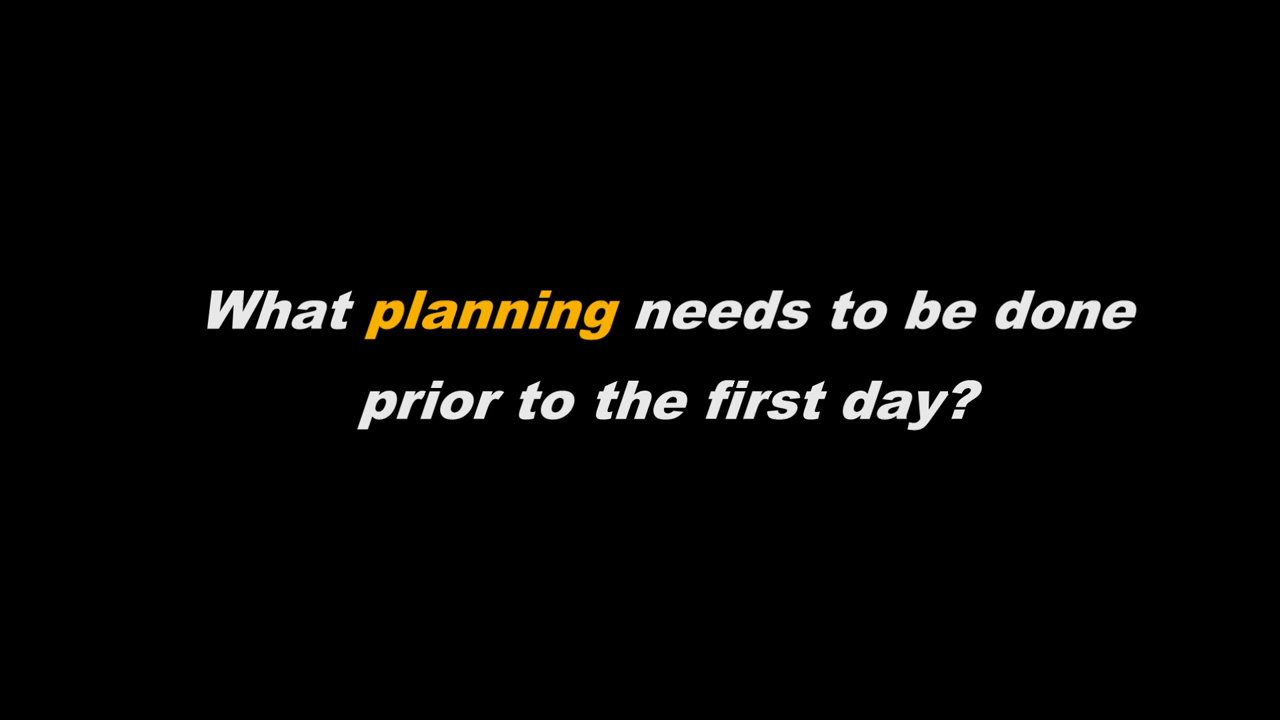 What planning needs to be done
prior to the first day?